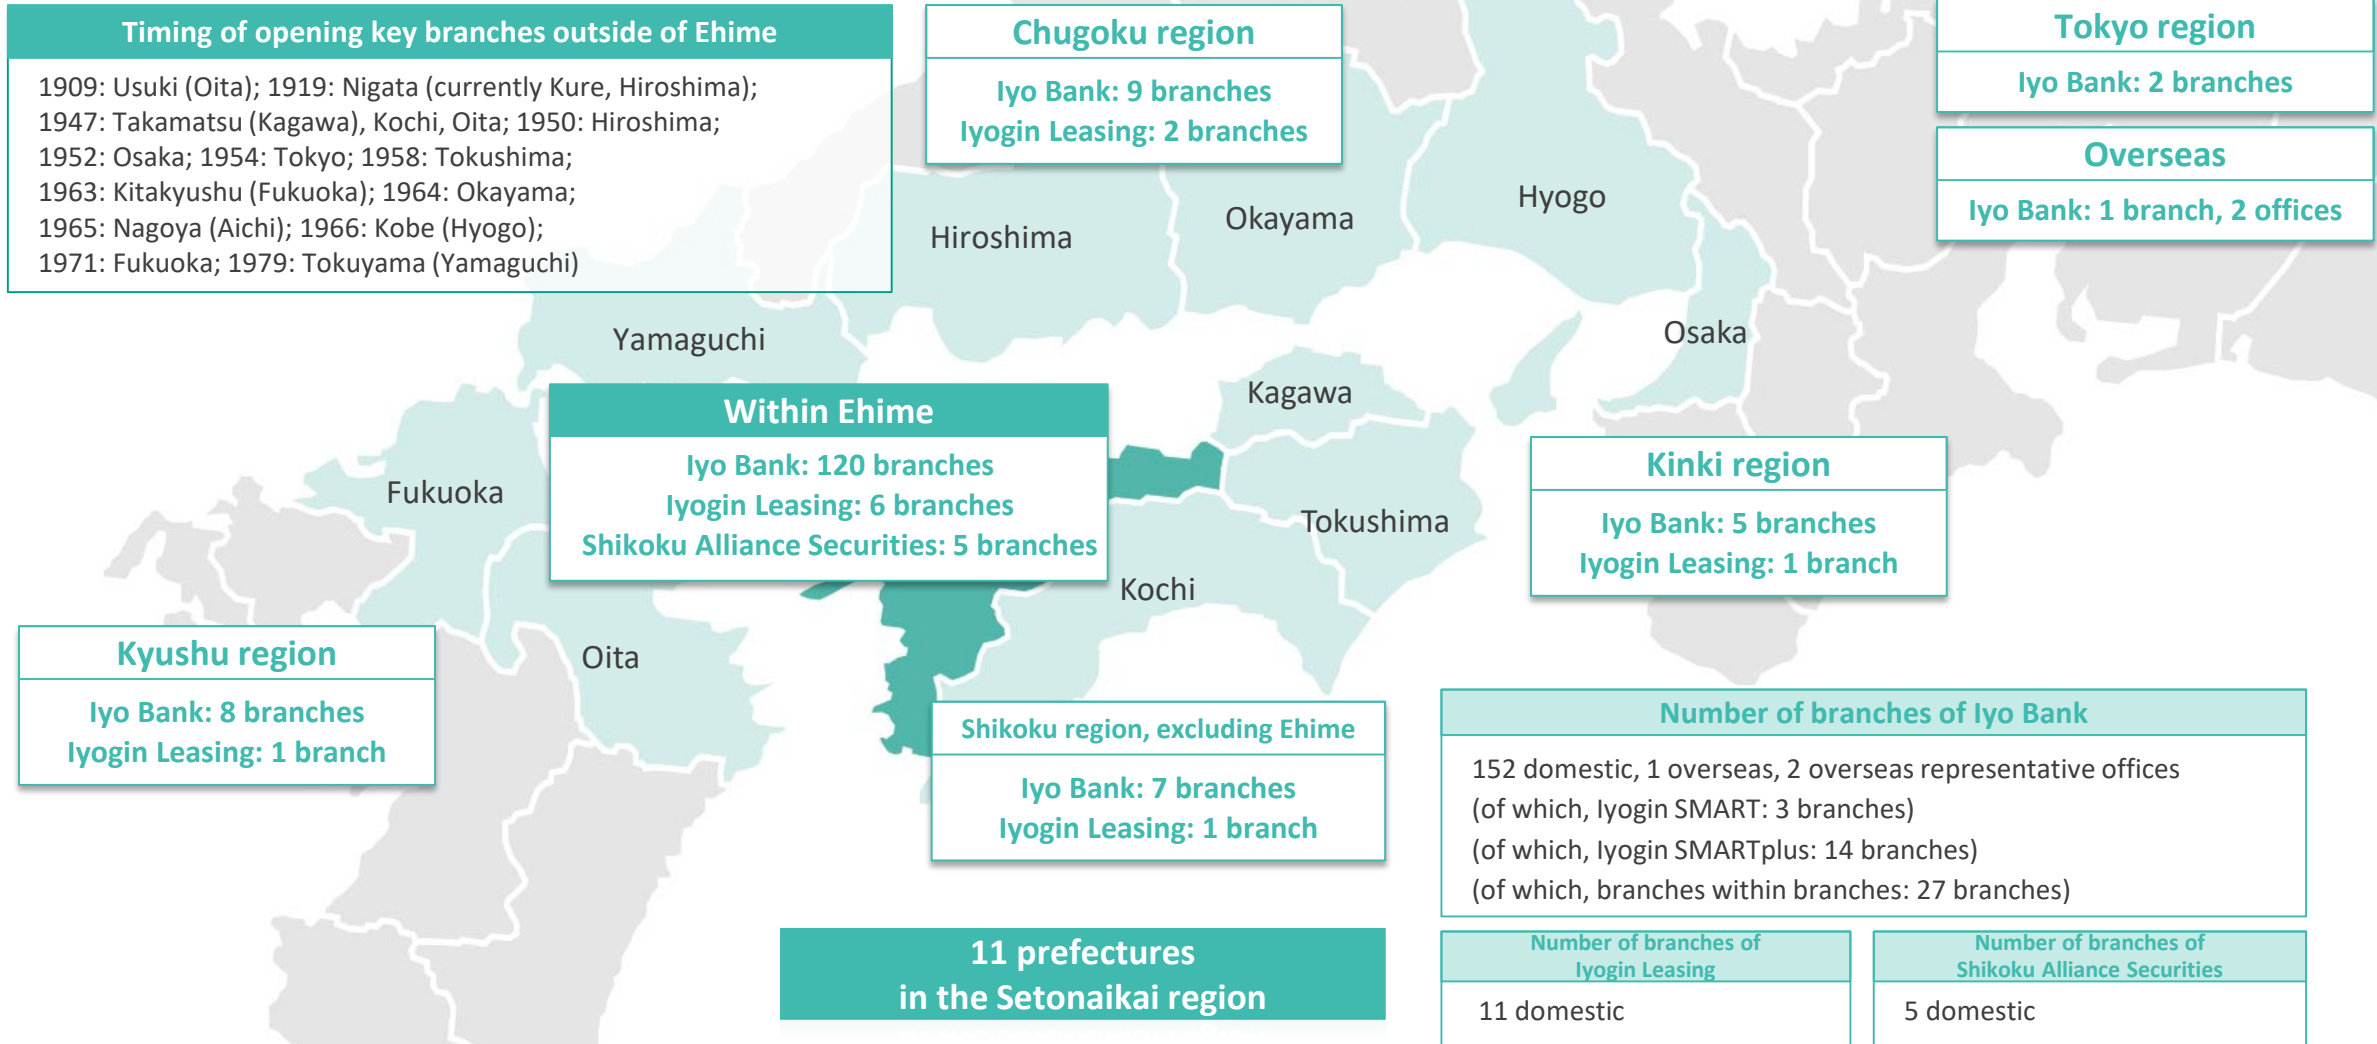 Timing of opening key branches outside of Ehime
1909: Usuki (Oita); 1919: Nigata (currently Kure, Hiroshima);
1947: Takamatsu (Kagawa), Kochi, Oita; 1950: Hiroshima;
1952: Osaka; 1954: Tokyo; 1958: Tokushima;
1963: Kitakyushu (Fukuoka); 1964: Okayama;
1965: Nagoya (Aichi); 1966: Kobe (Hyogo);
1971: Fukuoka; 1979: Tokuyama (Yamaguchi)
Chugoku region
Iyo Bank: 9 branches
Iyogin Leasing: 2 branches
Tokyo region
Iyo Bank: 2 branches
Overseas
Iyo Bank: 1 branch, 2 offices
Hiroshima
Okayama
Hyogo
Yamaguchi
Osaka
Kagawa
Within Ehime
Iyo Bank: 120 branches
Iyogin Leasing: 6 branches
Shikoku Alliance Securities: 5 branches
Fukuoka
Tokushima
Kochi
Oita
Kinki region
Iyo Bank: 5 branches
Iyogin Leasing: 1 branch
Kyushu region
Iyo Bank: 8 branches
Iyogin Leasing: 1 branch
Shikoku region, excluding Ehime
Iyo Bank: 7 branches
Iyogin Leasing: 1 branch
Number of branches of Iyo Bank
152 domestic, 1 overseas, 2 overseas representative offices
(of which, Iyogin SMART: 3 branches)
(of which, Iyogin SMARTplus: 14 branches)
(of which, branches within branches: 27 branches)
11 prefectures
in the Setonaikai region
Number of branches of
Iyogin Leasing
11 domestic
Number of branches of
Shikoku Alliance Securities
5 domestic